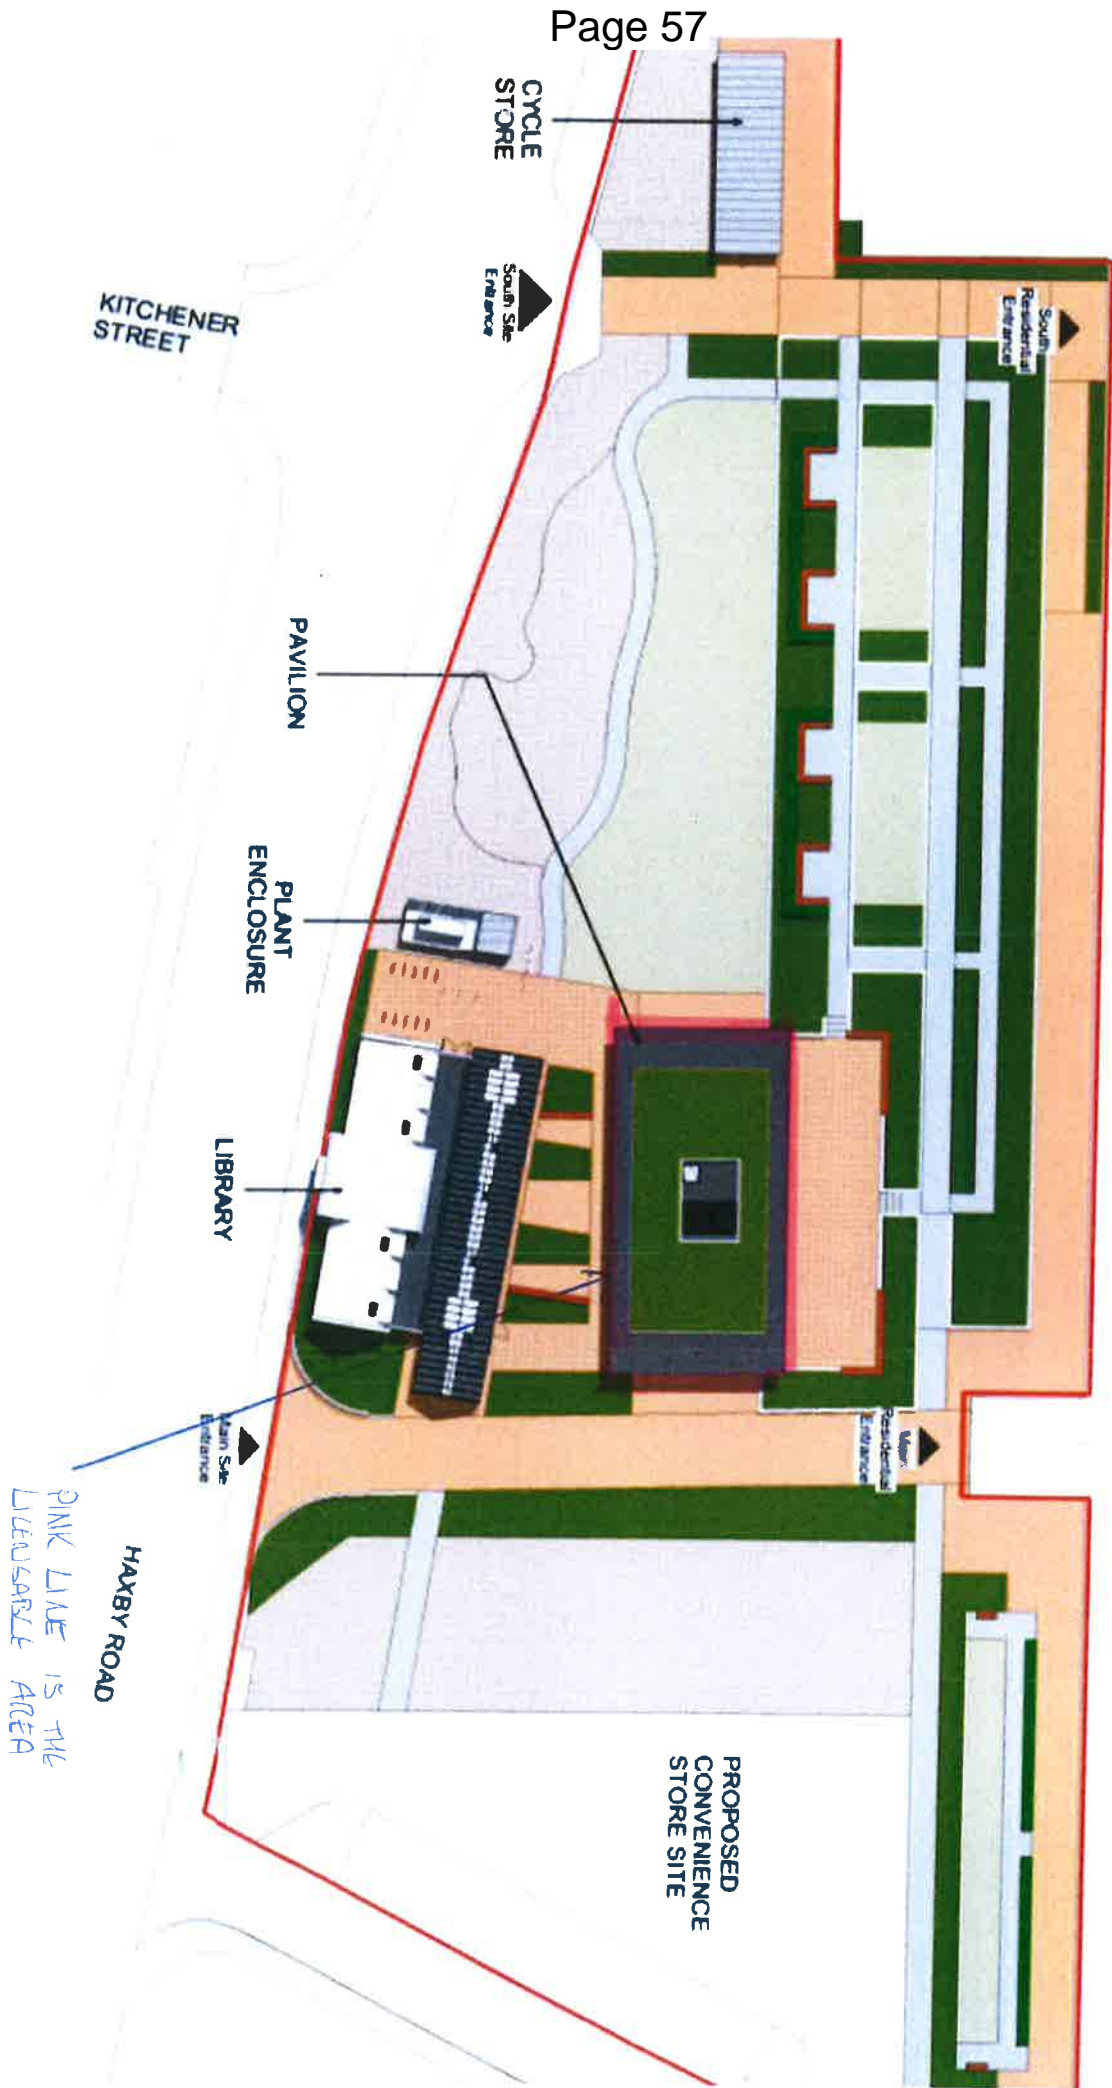 Page 57
CYCLE
STORE
South Site
Entrance
South
Residential
Entrance
KITCHENER
STREET
PAVILION
PLANT
ENCLOSURE
LIBRARY
Main Site
Entrance
Main
Residential
Entrance
HAXBY ROAD
PINK LINE IS THE
LICENSABLE AREA
PROPOSED
CONVENIENCE
STORE SITE